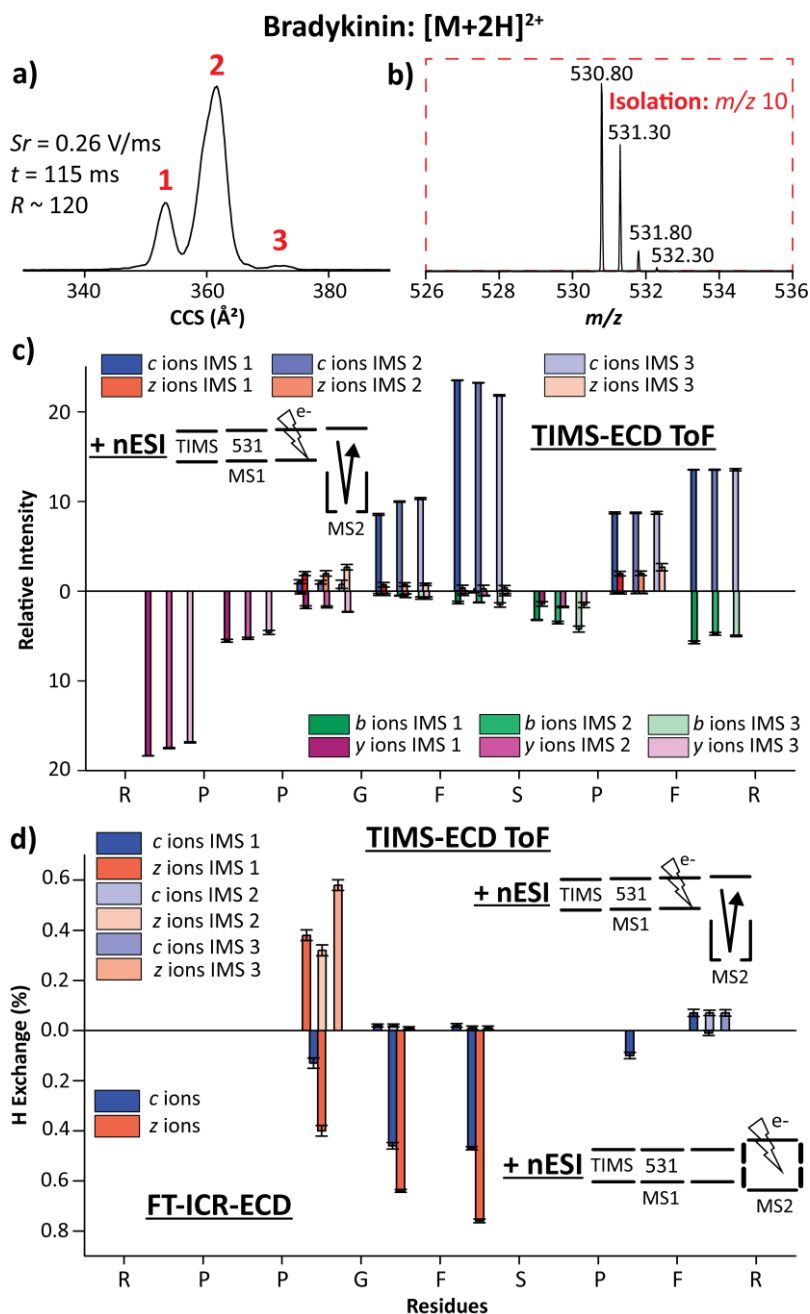 Bradykinin: [M+2H]²⁺
a)
2
1
3
Sr = 0.26 V/ms
t = 115 ms
R ~ 120
340
360
380
CCS (Å²)
b)
530.80
Isolation: m/z 10
531.30
531.80
532.30
526
528
530
532
534
536
m/z
c)
c ions IMS 1
c ions IMS 2
c ions IMS 3
z ions IMS 1
z ions IMS 2
z ions IMS 3
+ nESI
TIMS
531
e-
MS1
MS2
TIMS-ECD ToF
Relative Intensity
20
10
0
10
20
b ions IMS 1
b ions IMS 2
b ions IMS 3
y ions IMS 1
y ions IMS 2
y ions IMS 3
R P P G F S P F R
d)
TIMS-ECD ToF
c ions IMS 1
z ions IMS 1
c ions IMS 2
z ions IMS 2
c ions IMS 3
z ions IMS 3
+ nESI
TIMS
531
e-
MS1
MS2
H Exchange (%)
0.6
0.4
0.2
0.0
0.2
0.4
0.6
0.8
c ions
z ions
FT-ICR-ECD
+ nESI
TIMS
531
e-
MS1
MS2
R P P G F S P F R
Residues